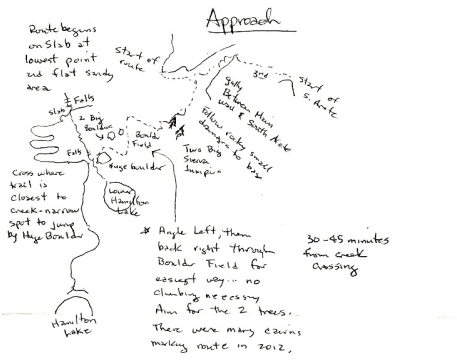 Approach
Route begins
on Slab at
lowest point
and flat sandy
area
Start of
route
3rd
Start of
S. Arete
Gully
Between Main
Wall & South Arete
Follow rocky small
drainage to base
Slab
Falls
2 Big
Boulders
Boulder
Field
Falls
Huge boulder
Two Big
Sierra
Junipers
Lower
Hamilton
Lake
Cross where
trail is
closest to
creek - narrow
spot to jump
by Huge Boulder
Hamilton
Lake
* Angle Left, then
back right through
Boulder Field for
easiest way... no
climbing necessary
Aim for the 2 trees.
There were many cairns
marking route in 2012.
30-45 minutes
from creek
crossing